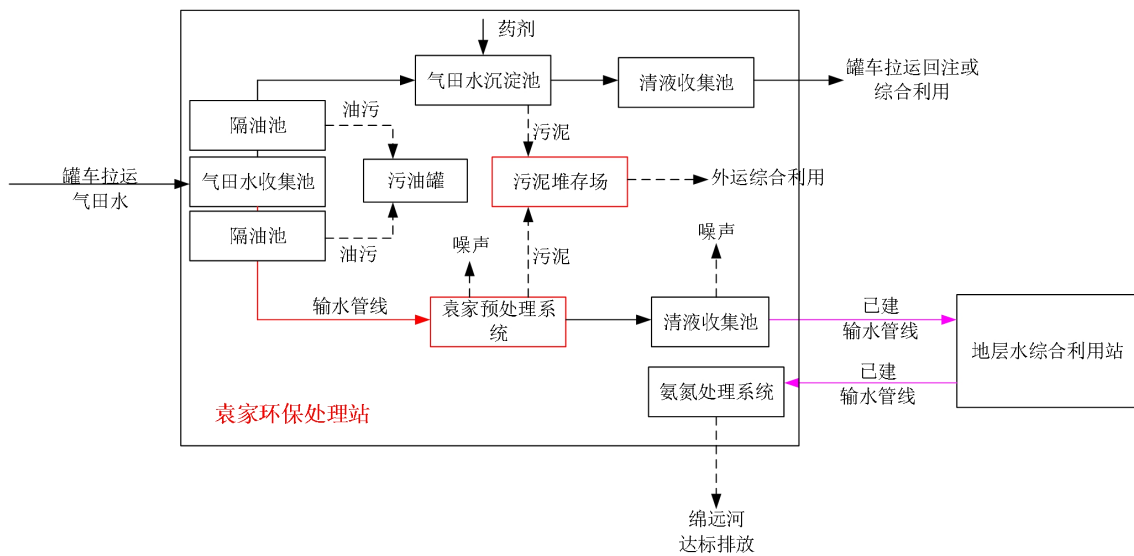 药剂
气田水沉淀池
清液收集池
罐车拉运回注或
综合利用
隔油池
油污
污泥
罐车拉运
气田水
气田水收集池
污油罐
污泥堆存场
外运综合利用
隔油池
油污
噪声
污泥
噪声
输水管线
袁家预处理系
统
清液收集池
已建
输水管线
地层水综合利用站
已建
输水管线
氨氮处理系统
袁家环保处理站
绵远河
达标排放